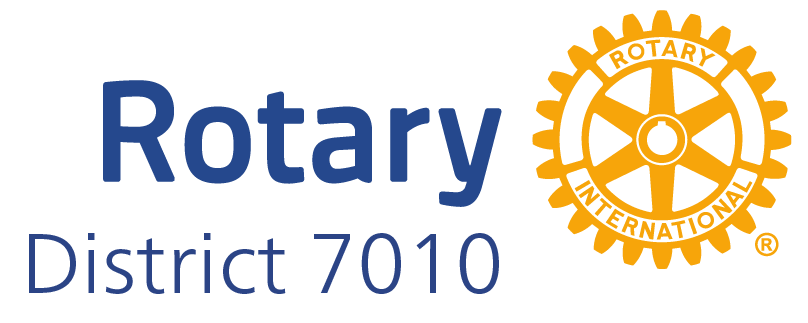 Rotary
District 7010
ROTARY
INTERNATIONAL
®